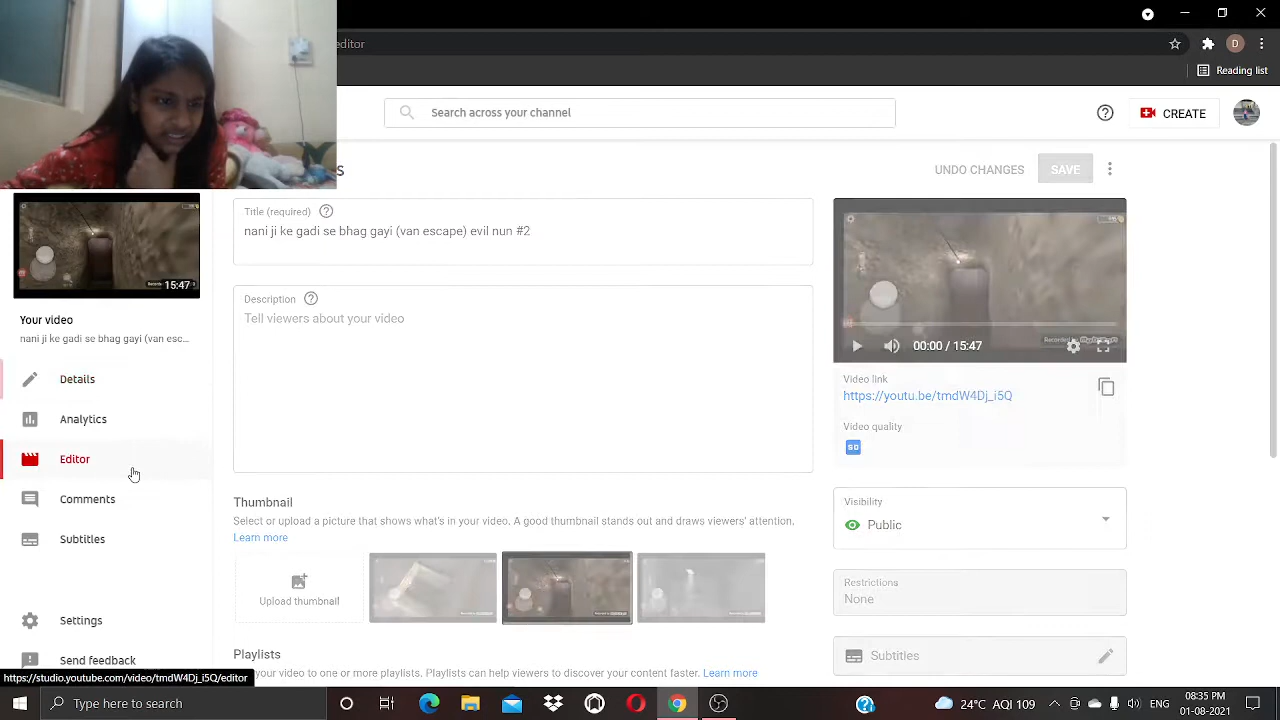 editor
Reading list
Search across your channel
CREATE
s
UNDO CHANGES
SAVE
Title (required)
nani ji ke gadi se bhag gayi (van escape) evil nun #2
Description
Tell viewers about your video
15:47
Your video
nani ji ke gadi se bhag gayi (van esc...
Details
Analytics
Editor
Comments
Subtitles
Settings
Send feedback
00:00 / 15:47
Video link
https://youtu.be/tmdW4Dj_i5Q
Video quality
SD
Visibility
Public
Restrictions
None
Subtitles
Thumbnail
Select or upload a picture that shows what's in your video. A good thumbnail stands out and draws viewers' attention.
Learn more
Upload thumbnail
Playlists
your video to one or more playlists. Playlists can help viewers to discover your content faster. Learn more
https://studio.youtube.com/video/tmdW4Dj_i5Q/editor
Type here to search
24°C AQI 109
08:35 PM
01-08-2021
D